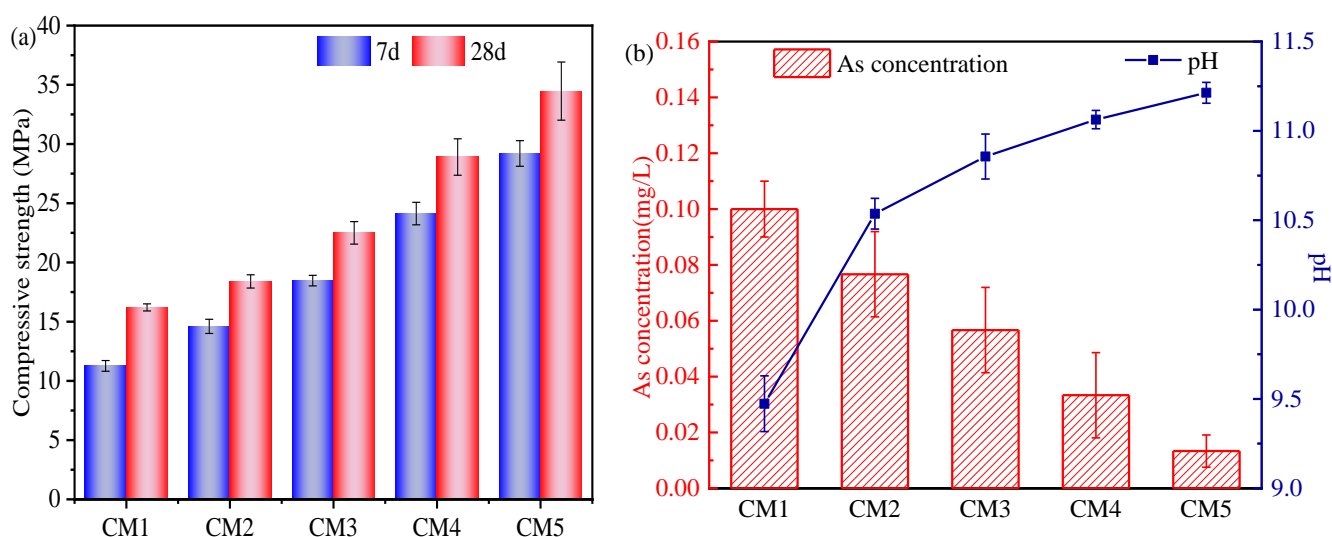 (a)
7d
28d
Compressive strength (MPa)
40
35
30
25
20
15
10
5
0
CM1 CM2 CM3 CM4 CM5
(b)
As concentration
pH
As concentration(mg/L)
0.16
0.14
0.12
0.10
0.08
0.06
0.04
0.02
0.00
11.5
11.0
10.5
10.0
9.5
9.0
pH
CM1 CM2 CM3 CM4 CM5